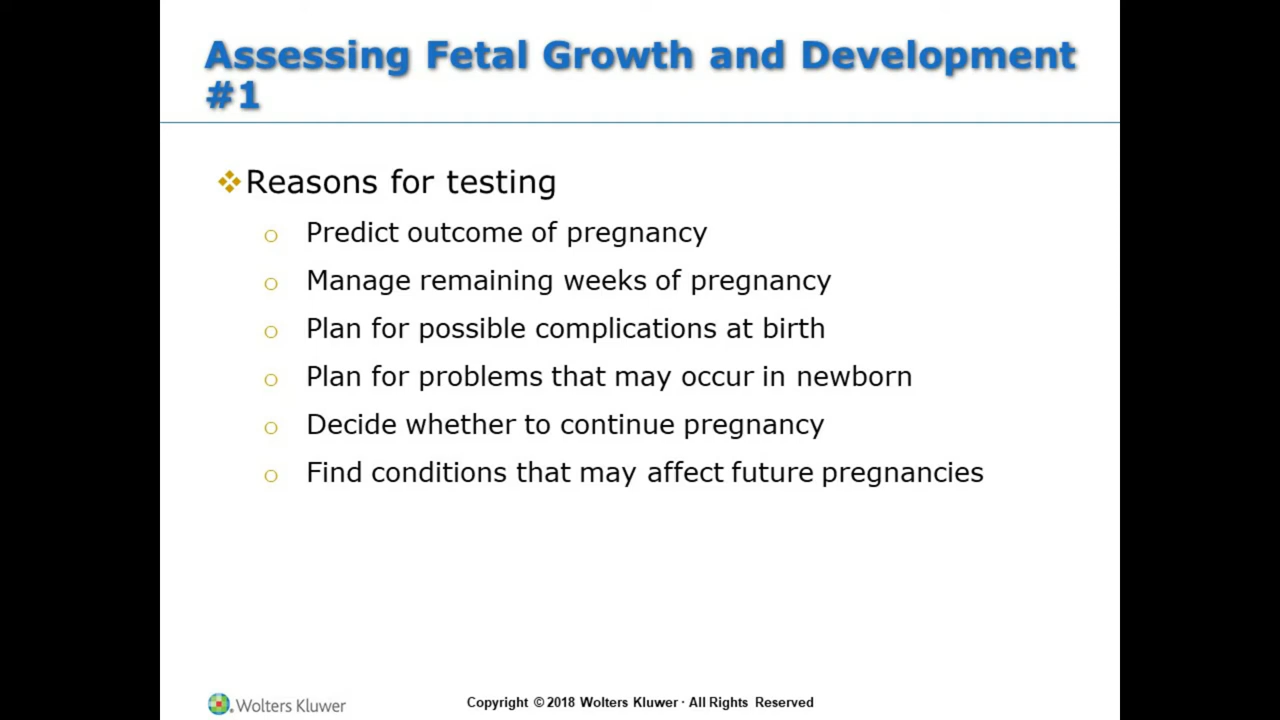 Assessing Fetal Growth and Development
#1
Reasons for testing
o Predict outcome of pregnancy
o Manage remaining weeks of pregnancy
o Plan for possible complications at birth
o Plan for problems that may occur in newborn
o Decide whether to continue pregnancy
o Find conditions that may affect future pregnancies
Wolters Kluwer
Copyright © 2018 Wolters Kluwer · All Rights Reserved